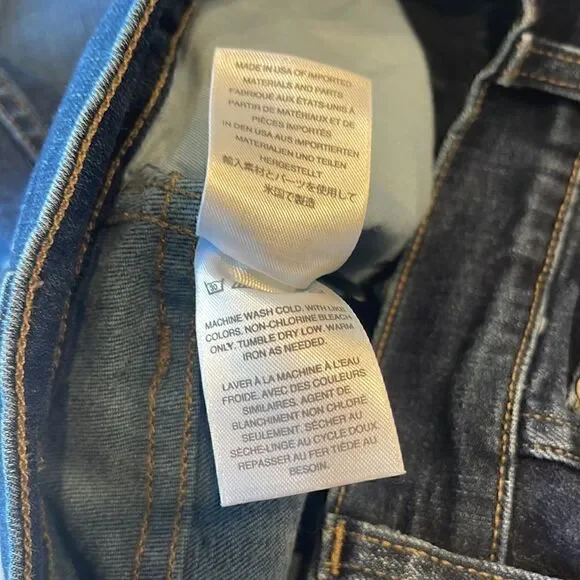 MADE IN USA OF IMPORTED
MATERIALS AND PARTS
FABRIQUÉ AUX ÉTATS-UNIS À
PARTIR DE MATÉRIAUX ET DE
PIÈCES IMPORTÉS
IN DEN USA AUS IMPORTIERTEN
MATERIALIEN UND TEILEN
HERGESTELLT
輸入素材とパーツを使用して
米国で製造
30
MACHINE WASH COLD. WITH LIKE
COLORS. NON-CHLORINE BLEACH
ONLY. TUMBLE DRY LOW. WARM
IRON AS NEEDED.
LAVER À LA MACHINE À L'EAU
FROIDE. AVEC DES COULEURS
SIMILAIRES. AGENT DE
BLANCHIMENT NON CHLORÉ
SEULEMENT. SÉCHER AU
SÈCHE-LINGE AU CYCLE DOUX.
REPASSER AU FER TIÈDE AU
BESOIN.